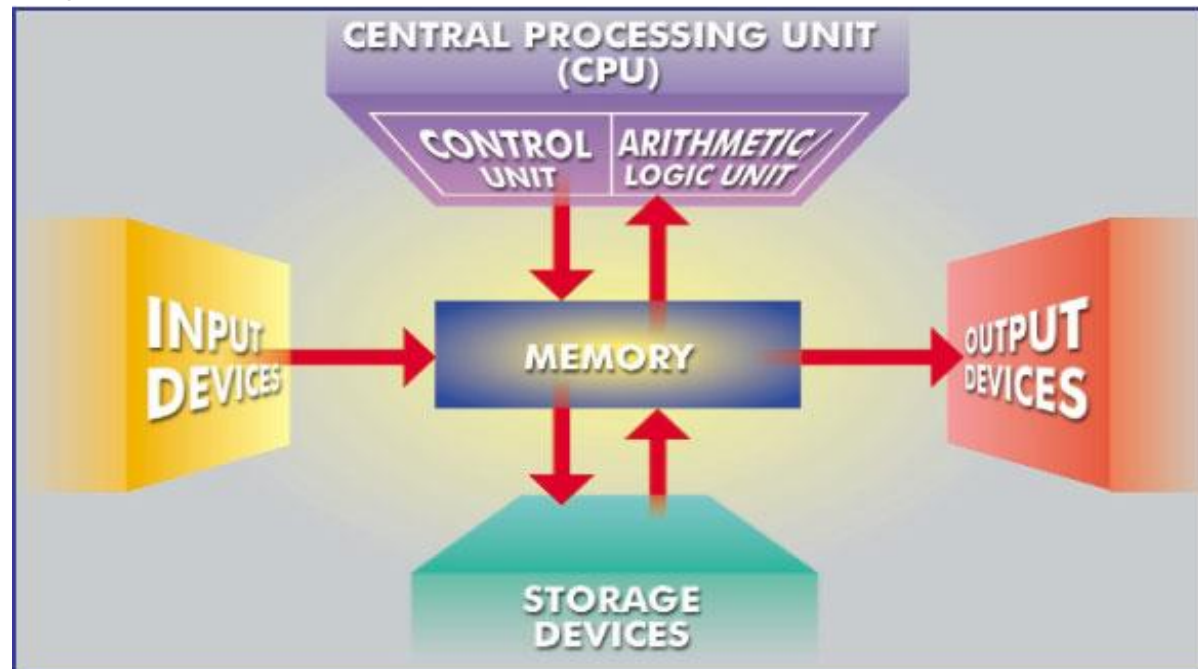 CENTRAL PROCESSING UNIT
(CPU)
CONTROL
UNIT
ARITHMETIC/
LOGIC UNIT
INPUT
DEVICES
MEMORY
OUTPUT
DEVICES
STORAGE
DEVICES